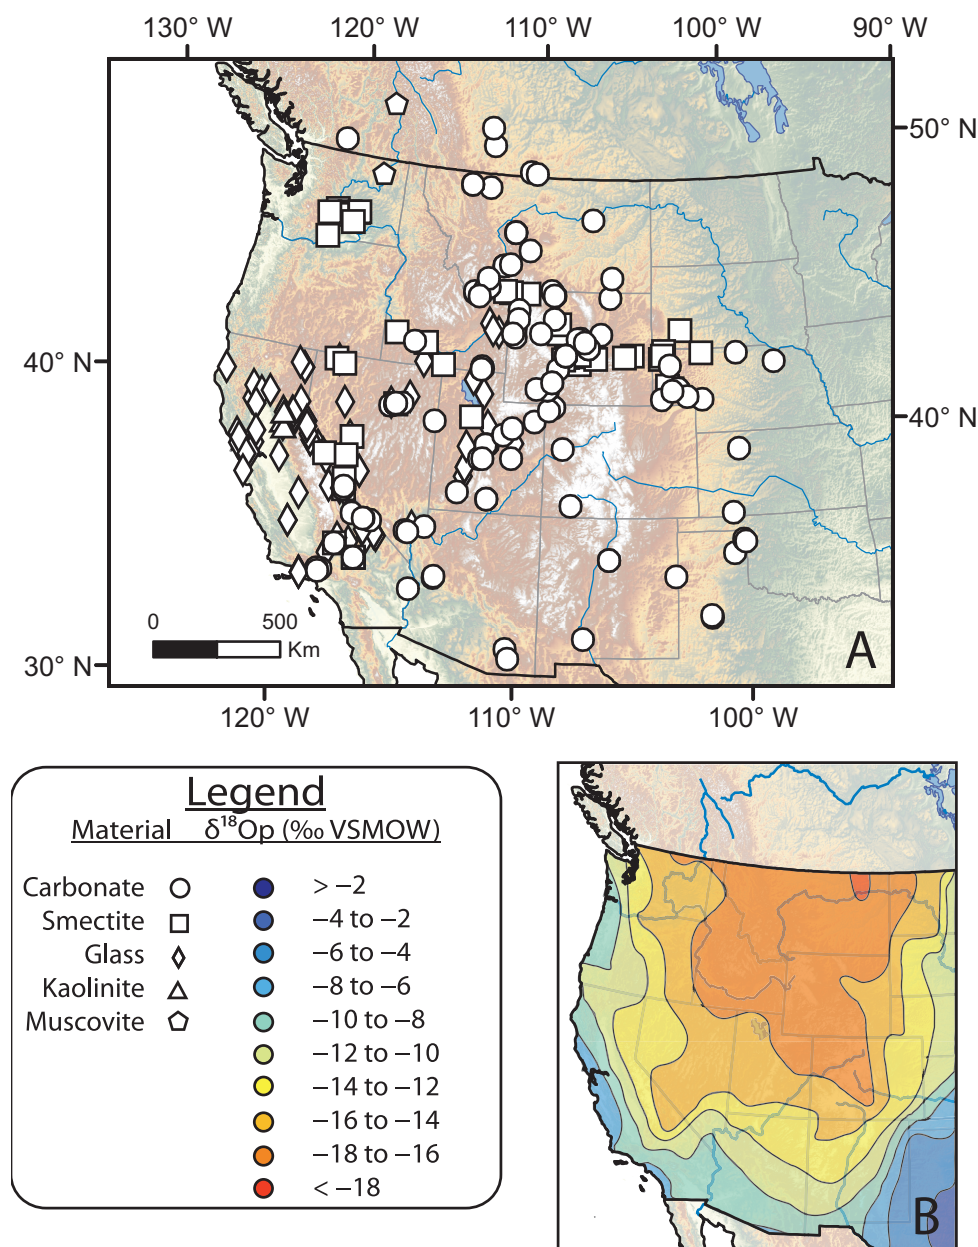 130° W 120° W 110° W 100° W 90° W
50° N
40° N
40° N
30° N
0 500
Km
A
120° W 110° W 100° W
Legend
Material δ¹⁸Op (‰ VSMOW)
Carbonate > −2
Smectite −4 to −2
Glass −6 to −4
Kaolinite −8 to −6
Muscovite −10 to −8
−12 to −10
−14 to −12
−16 to −14
−18 to −16
< −18
B